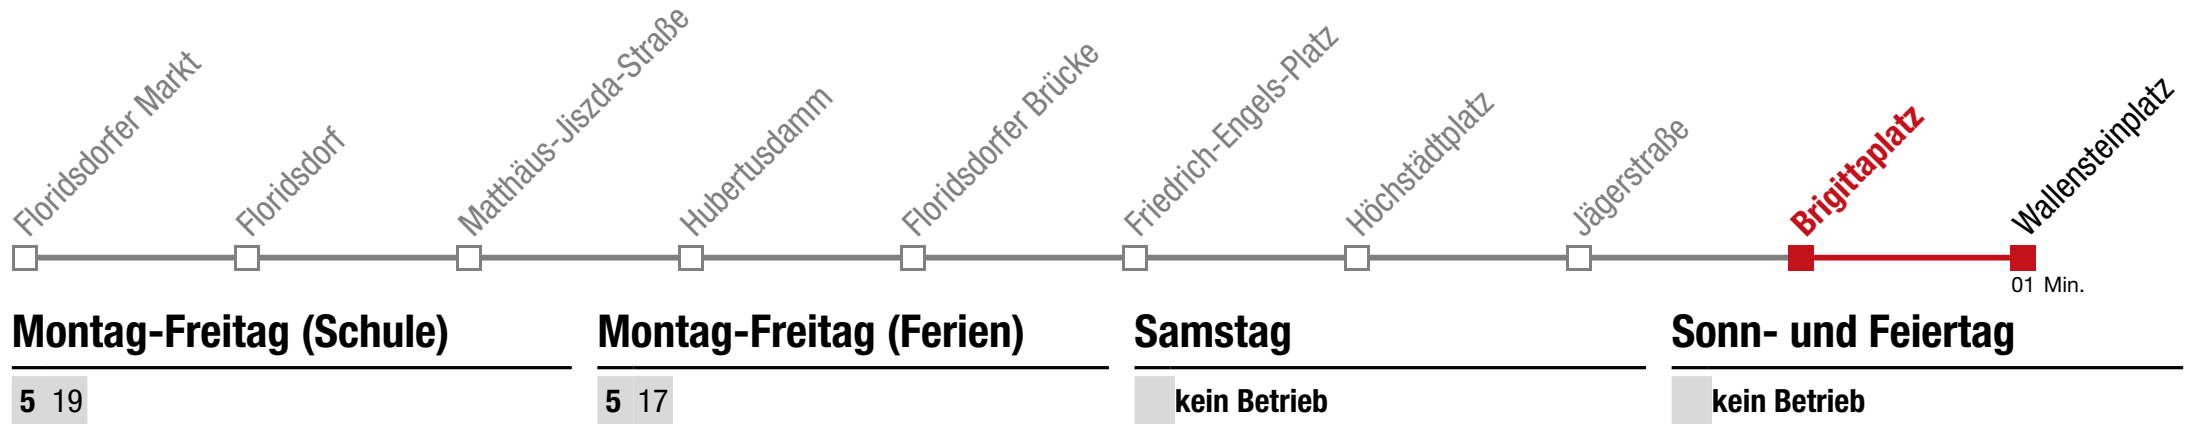 Floridsdorfer Markt
Floridsdorf
Matthäus-Jiszda-Straße
Hubertusdamm
Floridsdorfer Brücke
Friedrich-Engels-Platz
Höchstädtplatz
Jägerstraße
Brigittaplatz
Wallensteinplatz
01 Min.
Montag-Freitag (Schule)
5 19
Montag-Freitag (Ferien)
5 17
Samstag
kein Betrieb
Sonn- und Feiertag
kein Betrieb